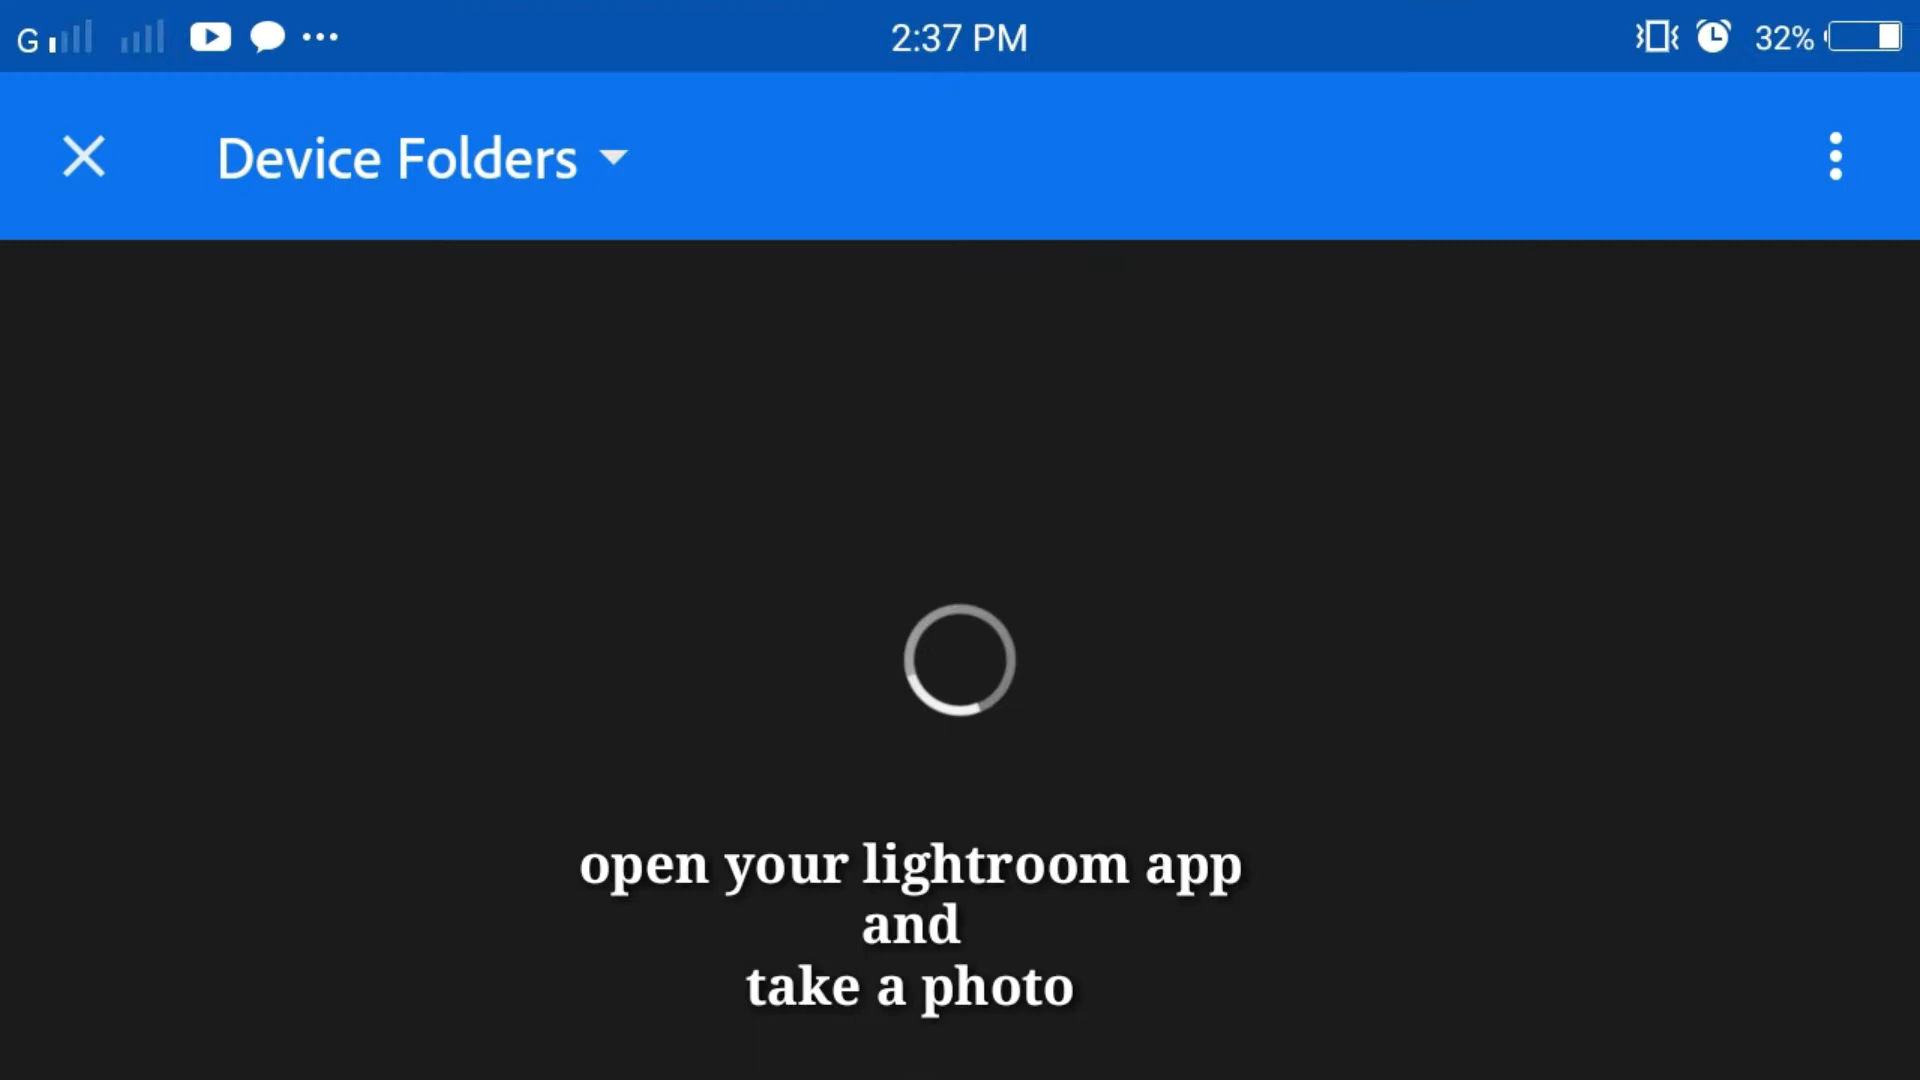 G 2:37 PM 32%
Device Folders
open your lightroom app
and
take a photo